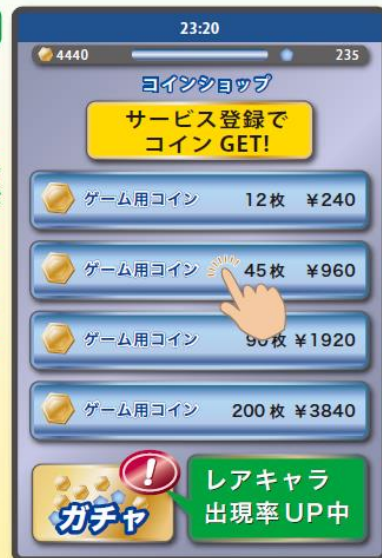 23:20
4440 235
コインショップ
サービス登録で
コイン GET!
ゲーム用コイン 12枚 ¥240
ゲーム用コイン 45枚 ¥960
ゲーム用コイン 90枚 ¥1920
ゲーム用コイン 200枚 ¥3840
!
ガチャ
レアキャラ
出現率UP中